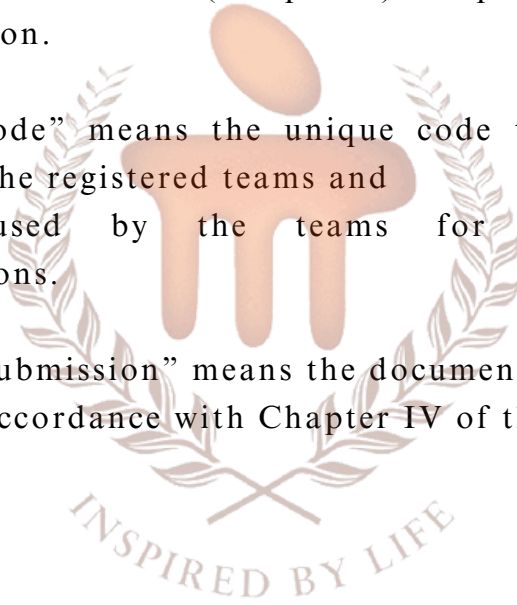 on.
ode” means the unique code
he registered teams and
used by the teams for
ons.
ubmission” means the documen
ccordance with Chapter IV of t
INSPIRED BY LIFE